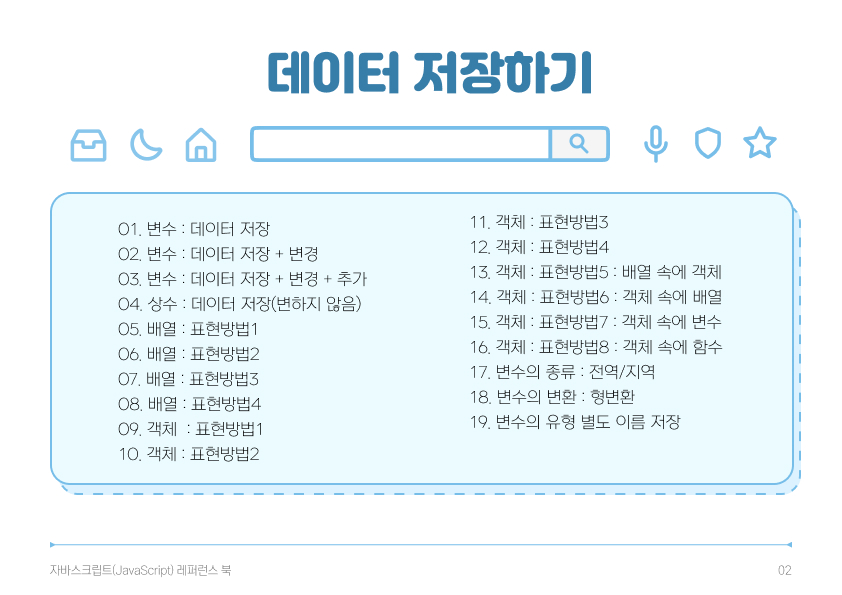 데이터 저장하기
01. 변수 : 데이터 저장
02. 변수 : 데이터 저장 + 변경
03. 변수 : 데이터 저장 + 변경 + 추가
04. 상수 : 데이터 저장(변하지 않음)
05. 배열 : 표현방법1
06. 배열 : 표현방법2
07. 배열 : 표현방법3
08. 배열 : 표현방법4
09. 객체  : 표현방법1
10. 객체 : 표현방법2
11. 객체 : 표현방법3
12. 객체 : 표현방법4
13. 객체 : 표현방법5 : 배열 속에 객체
14. 객체 : 표현방법6 : 객체 속에 배열
15. 객체 : 표현방법7 : 객체 속에 변수
16. 객체 : 표현방법8 : 객체 속에 함수
17. 변수의 종류 : 전역/지역
18. 변수의 변환 : 형변환
19. 변수의 유형 별도 이름 저장
자바스크립트(JavaScript) 레퍼런스 북
02